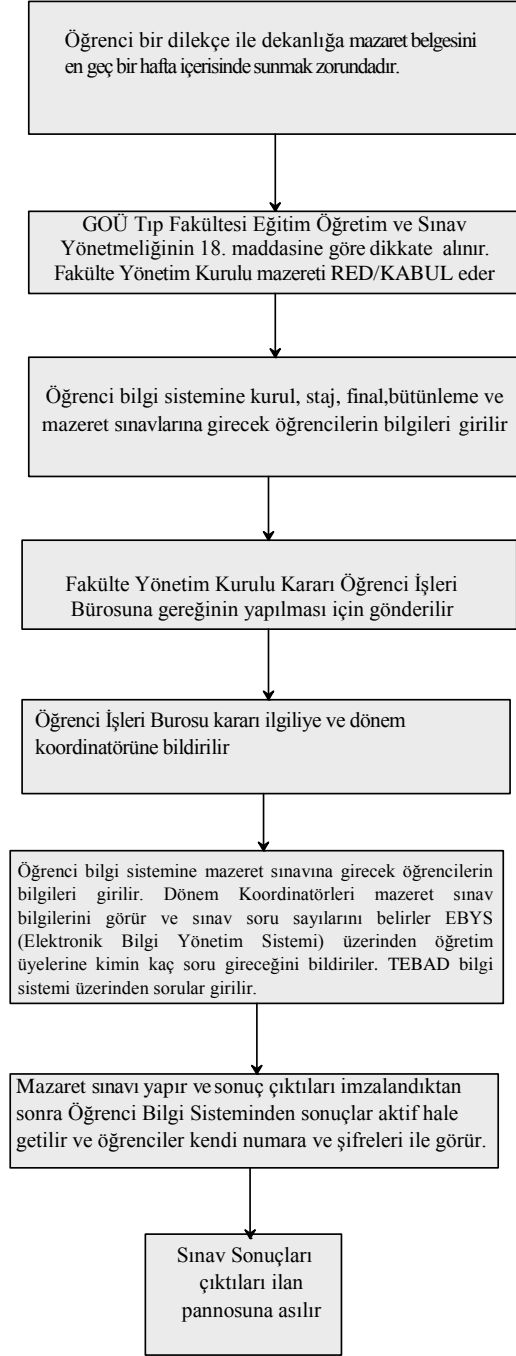 Öğrenci bir dilekçe ile dekanlığa mazaret belgesini
en geç bir hafta içerisinde sunmak zorundadır.
GOÜ Tıp Fakültesi Eğitim Öğretim ve Sınav
Yönetmeliğinin 18. maddasine göre dikkate alınır.
Fakülte Yönetim Kurulu mazereti RED/KABUL eder
Öğrenci bilgi sistemine kurul, staj, final,bütünleme ve
mazeret sınavlarına girecek öğrencilerin bilgileri girilir
Fakülte Yönetim Kurulu Kararı Öğrenci İşleri
Bürosuna gereğinin yapılması için gönderilir
Öğrenci İşleri Burosu kararı ilgiliye ve dönem
koordinatörüne bildirilir
Öğrenci bilgi sistemine mazeret sınavına girecek öğrencilerin
bilgileri girilir. Dönem Koordinatörleri mazeret sınav
bilgilerini görür ve sınav soru sayılarını belirler EBYS
(Elektronik Bilgi Yönetim Sistemi) üzerinden öğretim
üyelerine kimin kaç soru gireceğini bildiriler. TEBAD bilgi
sistemi üzerinden sorular girilir.
Mazaret sınavı yapır ve sonuç çıktıları imzalandıktan
sonra Öğrenci Bilgi Sisteminden sonuçlar aktif hale
getilir ve öğrenciler kendi numara ve şifreleri ile görür.
Sınav Sonuçları
çıktıları ilan
pannosuna asılır